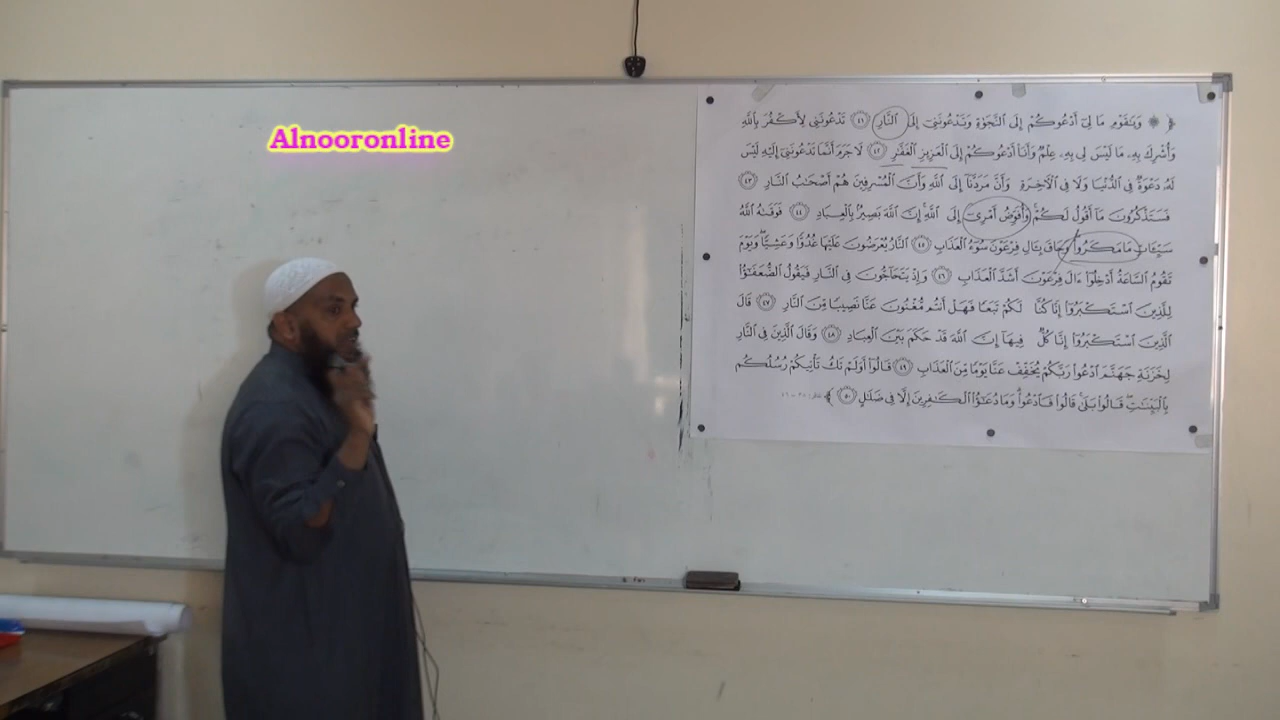 Alnooronline
﴿ ۞ وَيَٰقَوْمِ مَا لِىٓ أَدْعُوكُمْ إِلَى ٱلنَّجَوٰةِ وَتَدْعُونَنِىٓ إِلَى ٱلنَّارِ ٤١ تَدْعُونَنِى لِأَكْفُرَ بِٱللَّهِ
وَأُشْرِكَ بِهِۦ مَا لَيْسَ لِى بِهِۦ عِلْمٌ وَأَنَا۠ أَدْعُوكُمْ إِلَى ٱلْعَزِيزِ ٱلْغَفَّٰرِ ٤٢ لَا جَرَمَ أَنَّمَا تَدْعُونَنِىٓ إِلَيْهِ لَيْسَ
لَهُۥ دَعْوَةٌ فِى ٱلدُّنْيَا وَلَا فِى ٱلْأَخِرَةِ وَأَنَّ مَرَدَّنَآ إِلَى ٱللَّهِ وَأَنَّ ٱلْمُسْرِفِينَ هُمْ أَصْحَٰبُ ٱلنَّارِ ٤٣
فَسَتَذْكُرُونَ مَآ أَقُولُ لَكُمْ وَأُفَوِّضُ أَمْرِىٓ إِلَى ٱللَّهِ إِنَّ ٱللَّهَ بَصِيرٌۢ بِٱلْعِبَادِ ٤٤ فَوَقَىٰهُ ٱللَّهُ
سَيِّـَٔاتِ مَا مَكَرُوا۟ وَحَاقَ بِـَٔالِ فِرْعَوْنَ سُوٓءُ ٱلْعَذَابِ ٤٥ ٱلنَّارُ يُعْرَضُونَ عَلَيْهَا غُدُوًّا وَعَشِيًّا وَيَوْمَ
تَقُومُ ٱلسَّاعَةُ أَدْخِلُوٓا۟ ءَالَ فِرْعَوْنَ أَشَدَّ ٱلْعَذَابِ ٤٦ وَإِذْ يَتَحَآجُّونَ فِى ٱلنَّارِ فَيَقُولُ ٱلضُّعَفَٰٓؤُا۟
لِلَّذِينَ ٱسْتَكْبَرُوٓا۟ إِنَّا كُنَّا لَكُمْ تَبَعًا فَهَلْ أَنتُم مُّغْنُونَ عَنَّا نَصِيبًا مِّنَ ٱلنَّارِ ٤٧ قَالَ
ٱلَّذِينَ ٱسْتَكْبَرُوٓا۟ إِنَّا كُلٌّ فِيهَآ إِنَّ ٱللَّهَ قَدْ حَكَمَ بَيْنَ ٱلْعِبَادِ ٤٨ وَقَالَ ٱلَّذِينَ فِى ٱلنَّارِ
لِخَزَنَةِ جَهَنَّمَ ٱدْعُوا۟ رَبَّكُمْ يُخَفِّفْ عَنَّا يَوْمًا مِّنَ ٱلْعَذَابِ ٤٩ قَالُوٓا۟ أَوَلَمْ تَكُ تَأْتِيكُمْ رُسُلُكُم
بِٱلْبَيِّنَٰتِ قَالُوا۟ بَلَىٰ قَالُوا۟ فَٱدْعُوا۟ وَمَا دُعَٰٓؤُا۟ ٱلْكَٰفِرِينَ إِلَّا فِى ضَلَٰلٍ ٥٠ ﴾